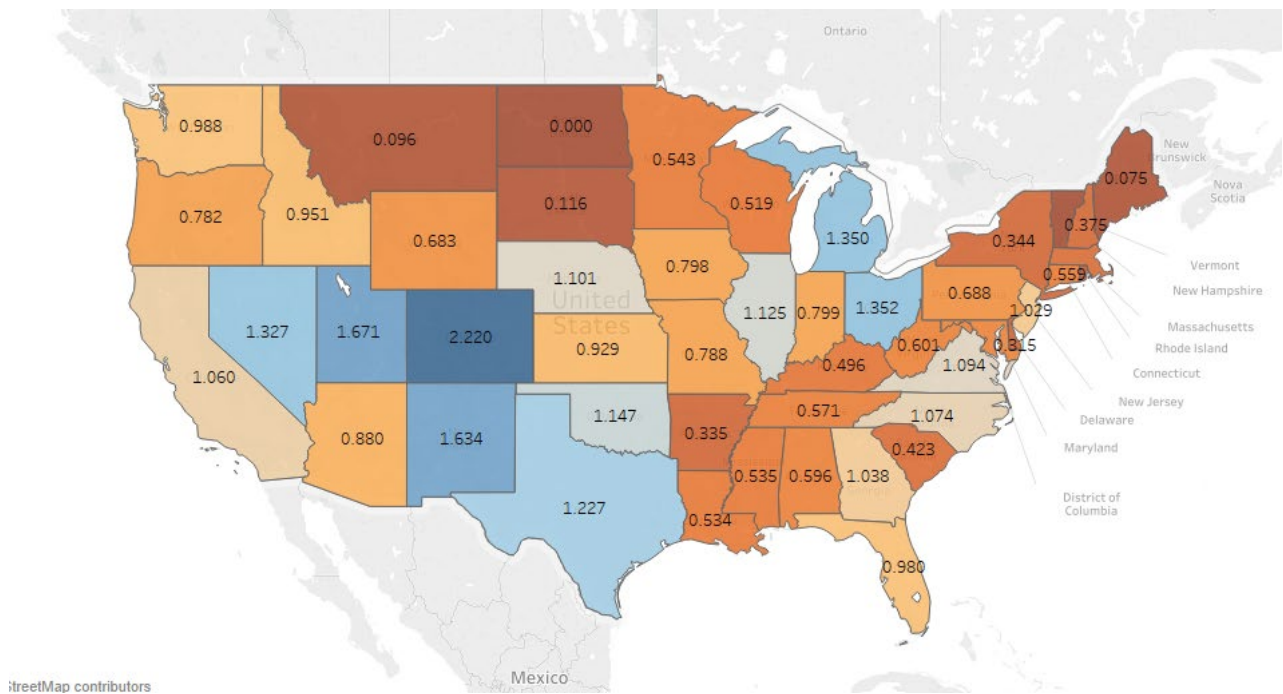 Ontario
New
Brunswick
Nova
Scotia
0.988
0.096
0.000
0.543
0.075
0.782
0.951
0.116
0.519
0.375
0.683
1.350
0.344
Vermont
1.101
0.798
0.559
New Hampshire
United
States
0.688
1.029
1.327
1.671
2.220
1.125
0.799
1.352
Massachusetts
Rhode Island
0.929
0.788
0.601
0.315
1.060
0.496
1.094
Connecticut
New Jersey
0.880
1.634
1.147
0.335
0.571
1.074
Delaware
0.423
Maryland
1.038
0.535
0.596
District of
Columbia
1.227
0.534
0.980
Mexico
StreetMap contributors